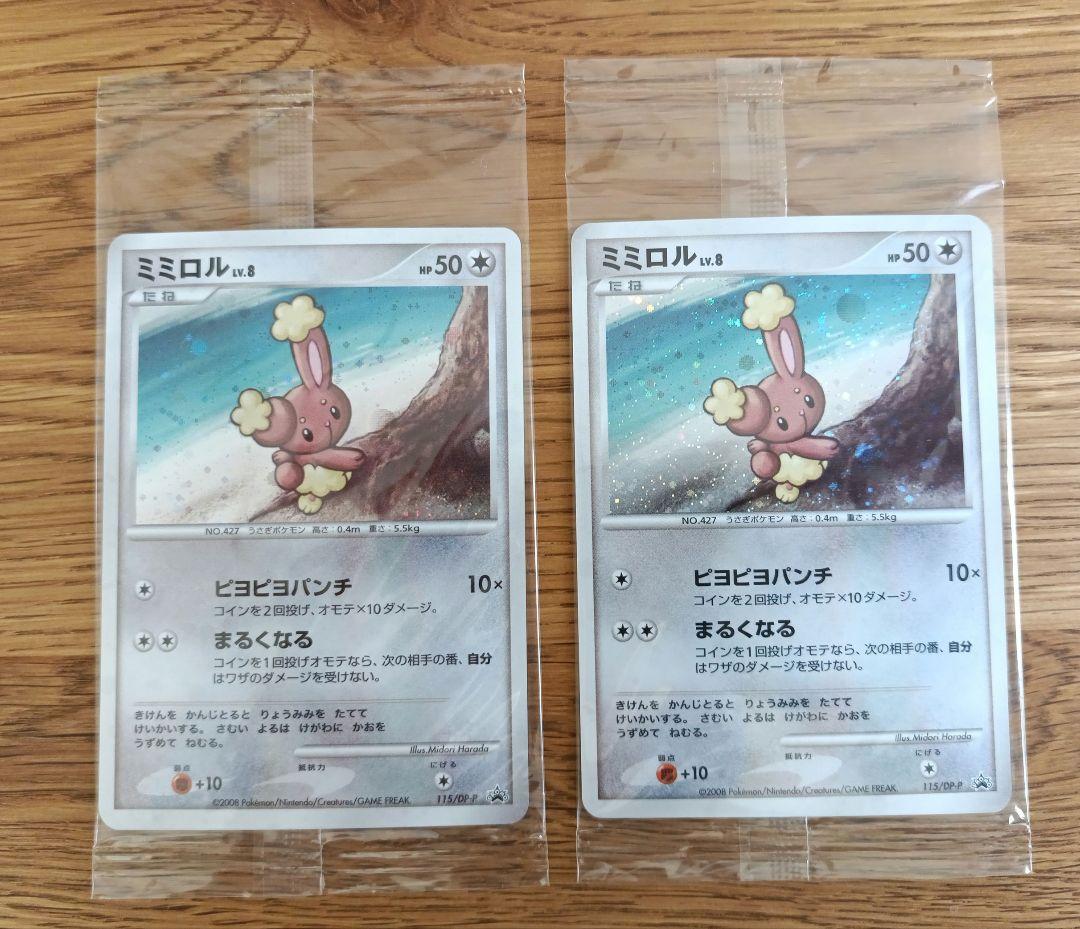 ミミロル LV.8 HP 50
たね
NO.427 うさぎポケモン 高さ：0.4m 重さ：5.5kg
ピヨピヨパンチ 10×
コインを2回投げ、オモテ×10ダメージ。
まるくなる
コインを1回投げオモテなら、次の相手の番、自分
はワザのダメージを受けない。
きけんを かんじとると りょうみみを たてて
けいかいする。 さむい よるは けがわに かおを
うずめて ねむる。
Illus.Midori Harada
弱点 抵抗力 にげる
+10
©2008 Pokémon/Nintendo/Creatures/GAME FREAK. 115/DP-P
ミミロル LV.8 HP 50
たね
NO.427 うさぎポケモン 高さ：0.4m 重さ：5.5kg
ピヨピヨパンチ 10×
コインを2回投げ、オモテ×10ダメージ。
まるくなる
コインを1回投げオモテなら、次の相手の番、自分
はワザのダメージを受けない。
きけんを かんじとると りょうみみを たてて
けいかいする。 さむい よるは けがわに かおを
うずめて ねむる。
Illus.Midori Harada
弱点 抵抗力 にげる
+10
©2008 Pokémon/Nintendo/Creatures/GAME FREAK. 115/DP-P